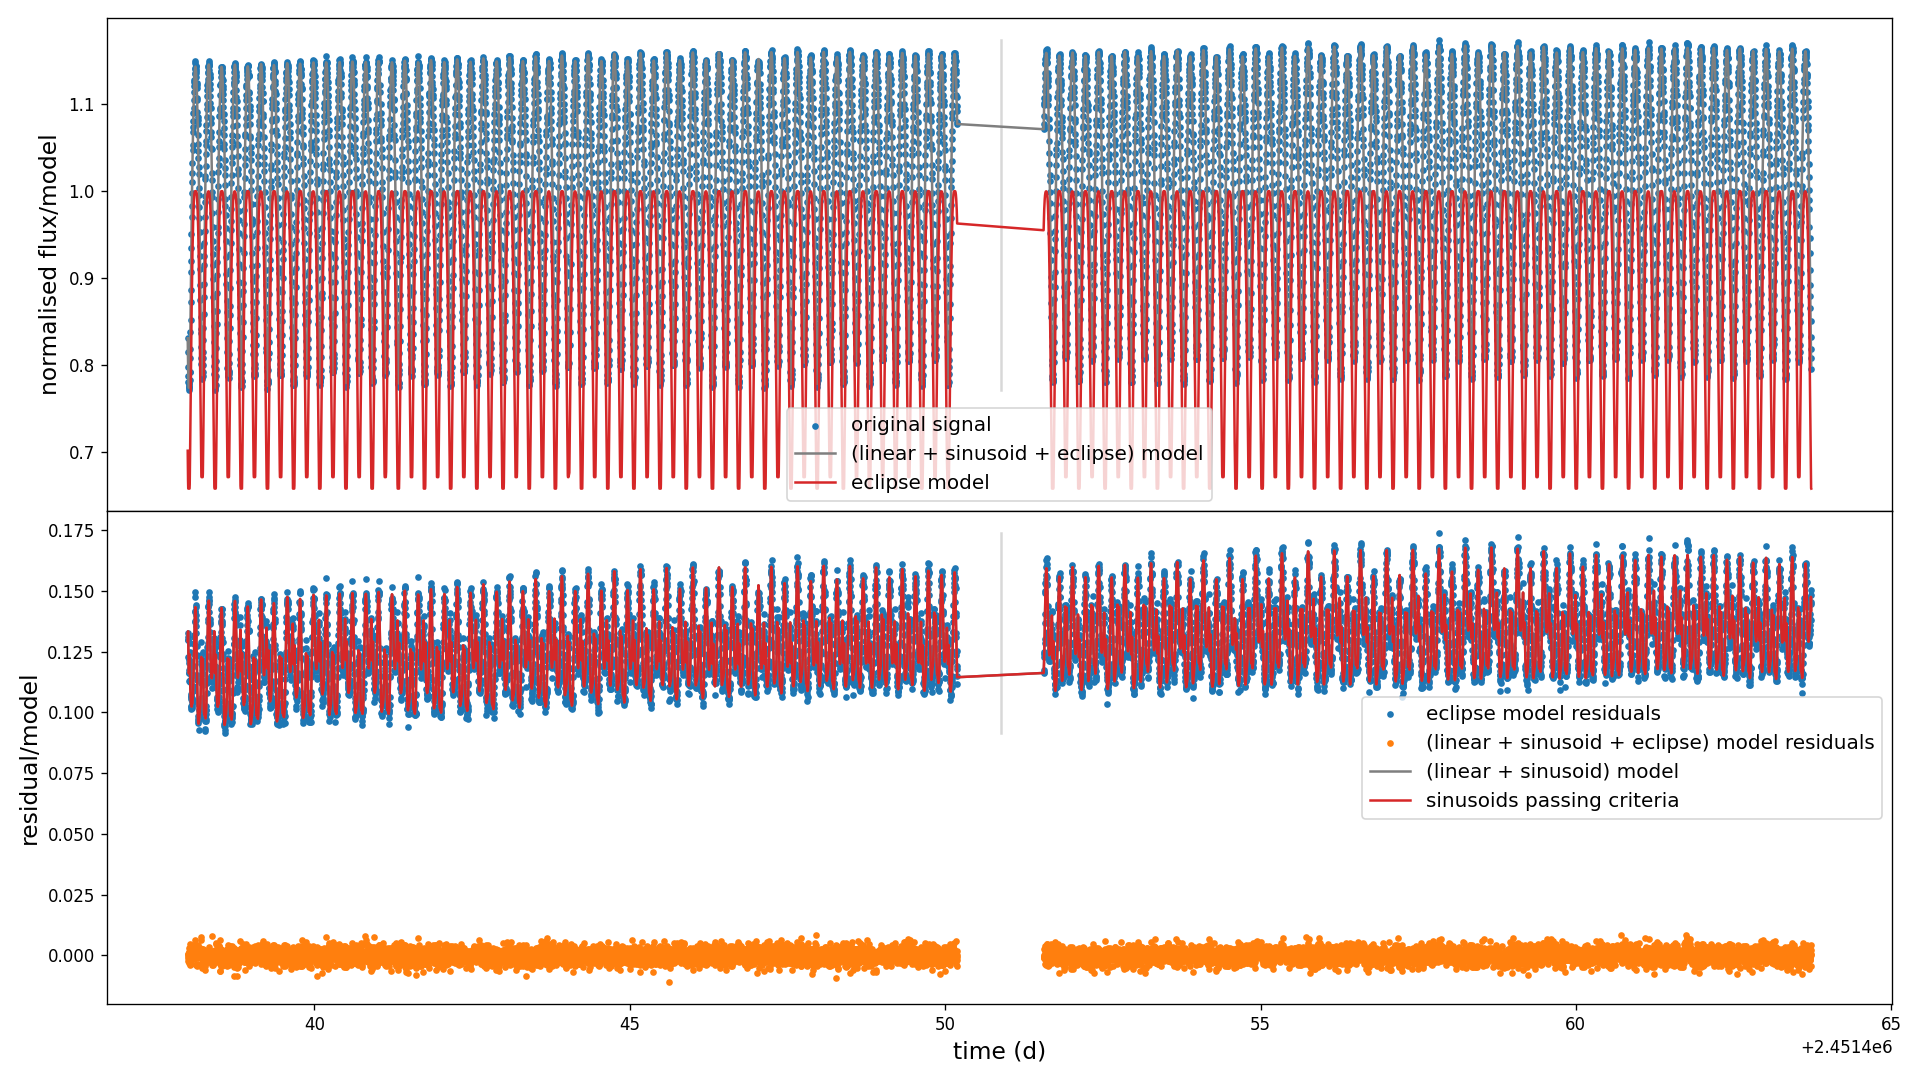 normalised flux/model
1.1
1.0
0.9
0.8
0.7
original signal
(linear + sinusoid + eclipse) model
eclipse model
residual/model
0.175
0.150
0.125
0.100
0.075
0.050
0.025
0.000
eclipse model residuals
(linear + sinusoid + eclipse) model residuals
(linear + sinusoid) model
sinusoids passing criteria
40
45
50
55
60
65
time (d)
+2.4514e6